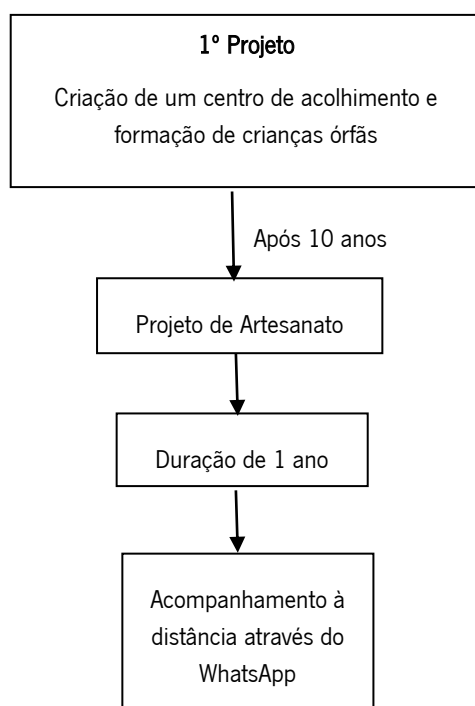 1º Projeto
Criação de um centro de acolhimento e
formação de crianças órfãs
Após 10 anos
Projeto de Artesanato
Duração de 1 ano
Acompanhamento à
distância através do
WhatsApp